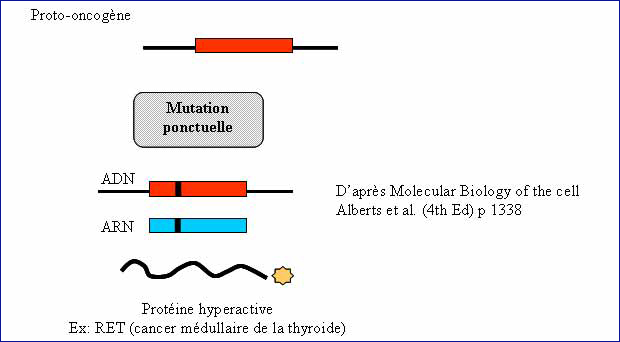 Proto-oncogène
Mutation
ponctuelle
ADN
D'après Molecular Biology of the cell
Alberts et al. (4th Ed) p 1338
ARN
Protéine hyperactive
Ex: RET (cancer médullaire de la thyroide)